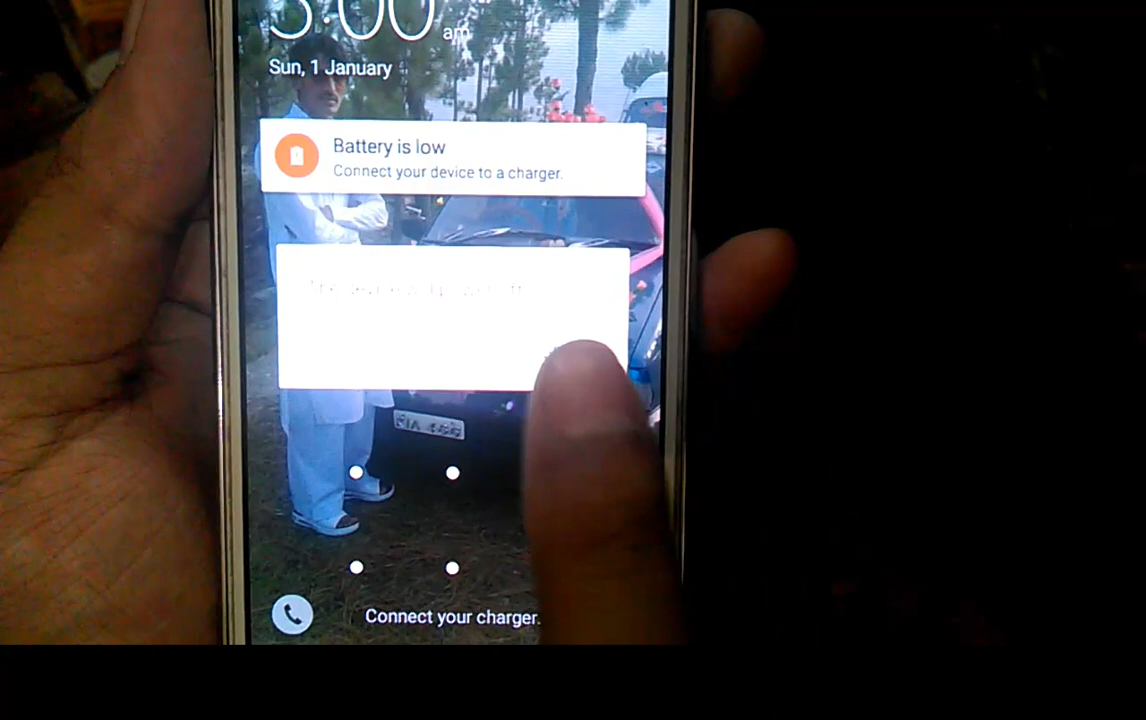 3:00 am
Sun, 1 January
Battery is low
Connect your device to a charger.
Connect your charger.